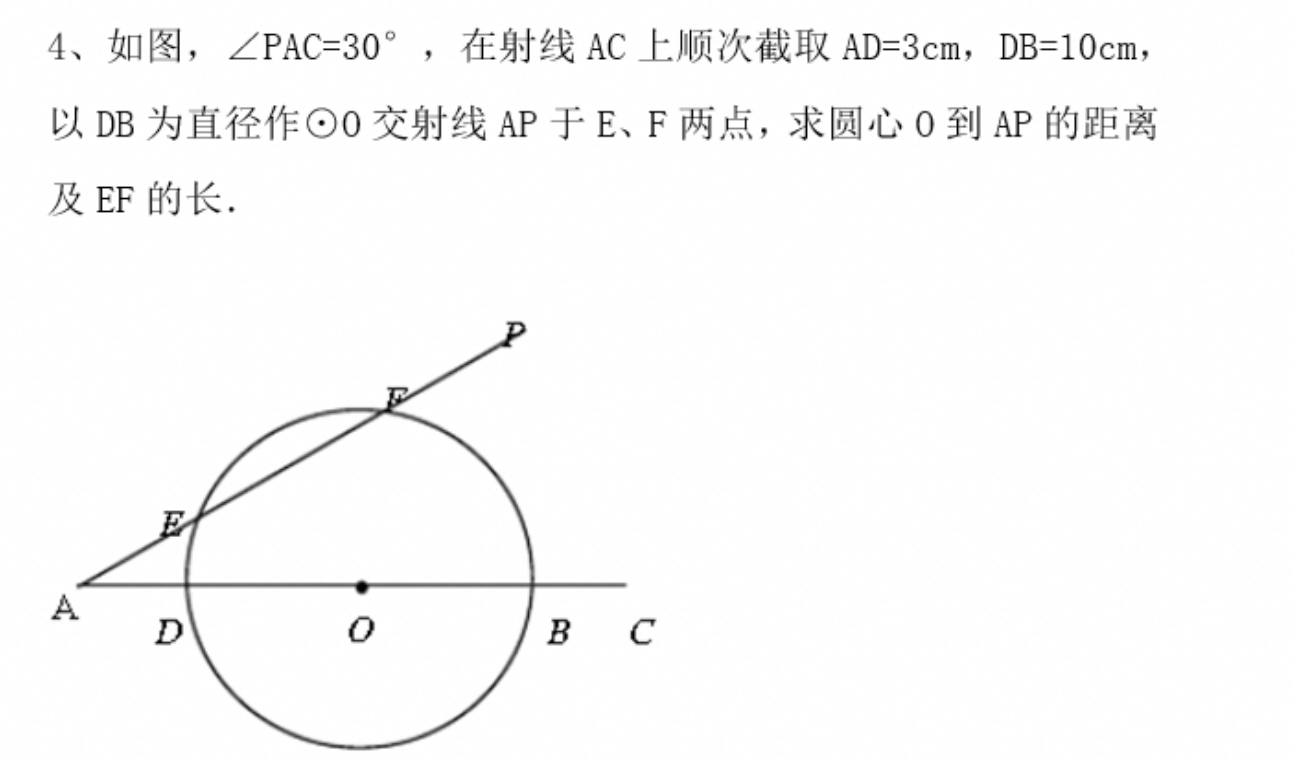 4、如图，∠PAC=30°，在射线 AC 上顺次截取 AD=3cm，DB=10cm，
以 DB 为直径作⊙O 交射线 AP 于 E、F 两点，求圆心 O 到 AP 的距离
及 EF 的长．
P
F
E
A
D
O
B
C